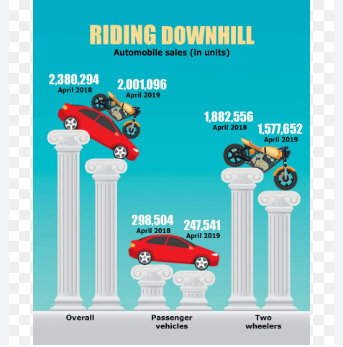 RIDING DOWNHILL
Automobile sales (in units)
2,380,294
April 2018
2,001,096
April 2019
1,882,556
April 2018
1,577,652
April 2019
298,504
April 2018
247,541
April 2019
Overall
Passenger
vehicles
Two
wheelers